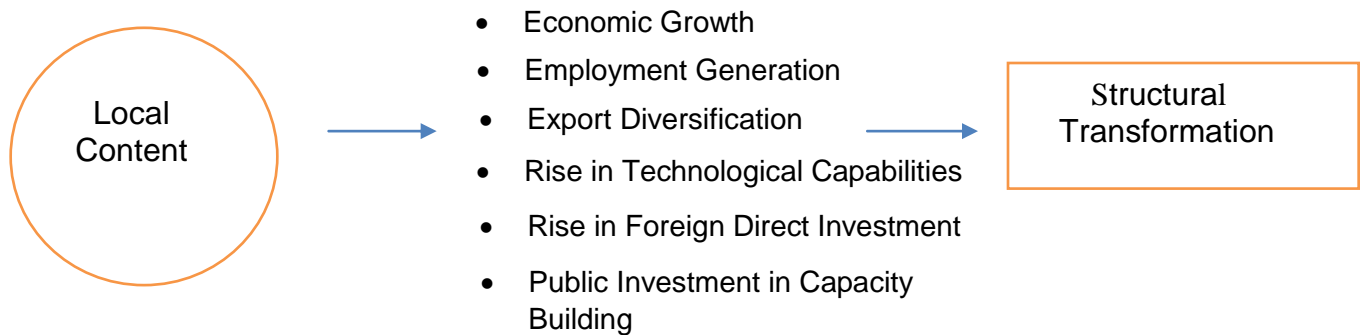 Local
Content
• Economic Growth
• Employment Generation
• Export Diversification
• Rise in Technological Capabilities
• Rise in Foreign Direct Investment
• Public Investment in Capacity
Building
Structural
Transformation